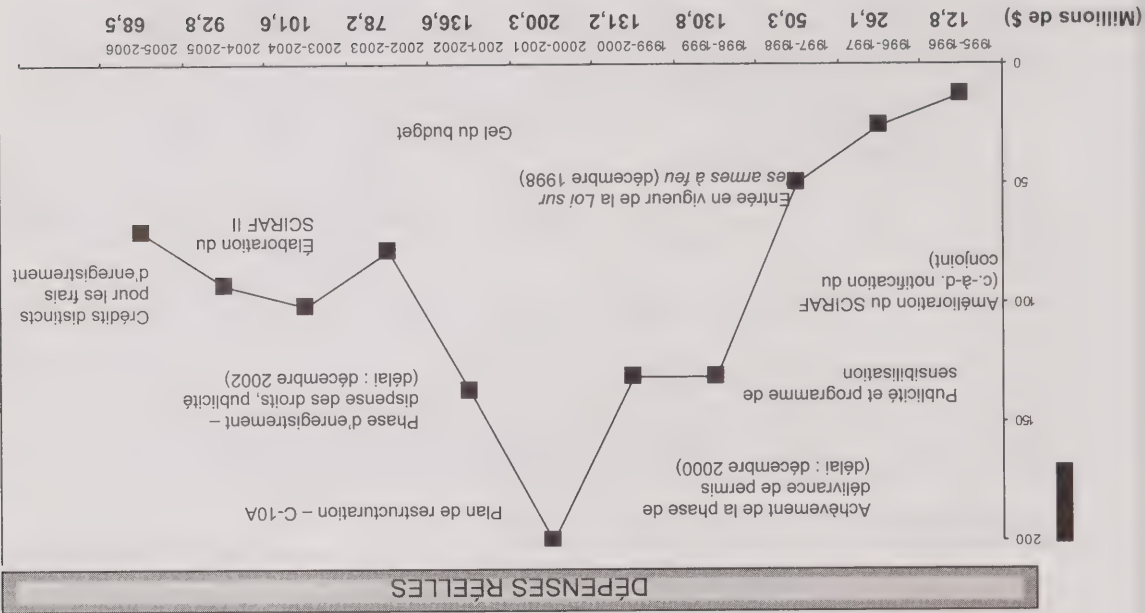 DÉPENSES RÉELLES
200
150
100
50
0
Achèvement de la phase de
délivrance de permis
(délai : décembre 2000)
Plan de restructuration – C-10A
Publicité et programme de
sensibilisation
Phase d'enregistrement –
dispense des droits, publicité
(délai : décembre 2002)
Amélioration du SCIRAF
(c.-à-d. notification du
conjoint)
Crédits distincts
pour les frais
d'enregistrement
Élaboration du
SCIRAF II
Entrée en vigueur de la Loi sur
les armes à feu (décembre 1998)
Gel du budget
1995-1996 1996-1997 1997-1998 1998-1999 1999-2000 2000-2001 2001-2002 2002-2003 2003-2004 2004-2005 2005-2006
(Millions de $) 12,8 26,1 50,3 130,8 131,2 200,3 136,6 78,2 101,6 92,8 68,5